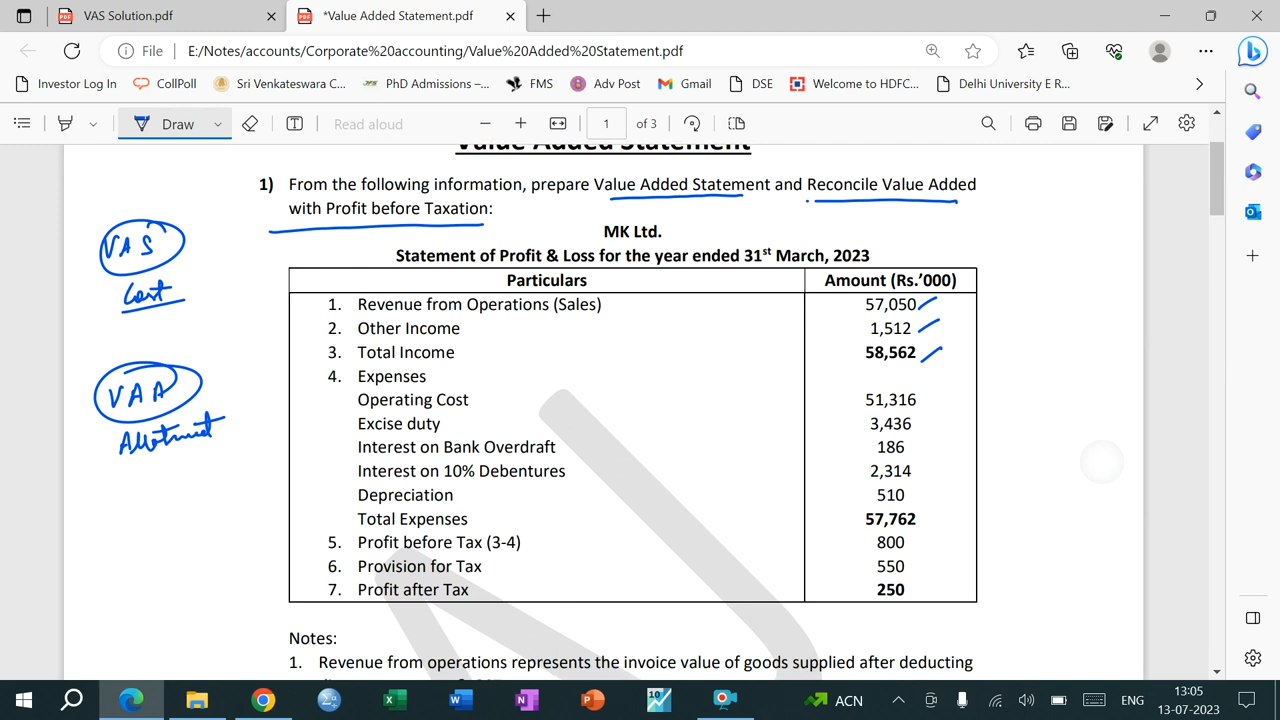 VAS Solution.pdf
*Value Added Statement.pdf
File E:/Notes/accounts/Corporate%20accounting/Value%20Added%20Statement.pdf
Investor Log In CollPoll Sri Venkateswara C... PhD Admissions –... FMS Adv Post Gmail DSE Welcome to HDFC... Delhi University E R...
Draw Read aloud 1 of 3
Value Added Statement
1) From the following information, prepare Value Added Statement and Reconcile Value Added
with Profit before Taxation:
VAS
Cost
VAA
Allotment
MK Ltd.
Statement of Profit & Loss for the year ended 31st March, 2023
Particulars Amount (Rs.'000)
1. Revenue from Operations (Sales) 57,050
2. Other Income 1,512
3. Total Income 58,562
4. Expenses
Operating Cost 51,316
Excise duty 3,436
Interest on Bank Overdraft 186
Interest on 10% Debentures 2,314
Depreciation 510
Total Expenses 57,762
5. Profit before Tax (3-4) 800
6. Provision for Tax 550
7. Profit after Tax 250
Notes:
1. Revenue from operations represents the invoice value of goods supplied after deducting
ACN
ENG
13:05
13-07-2023